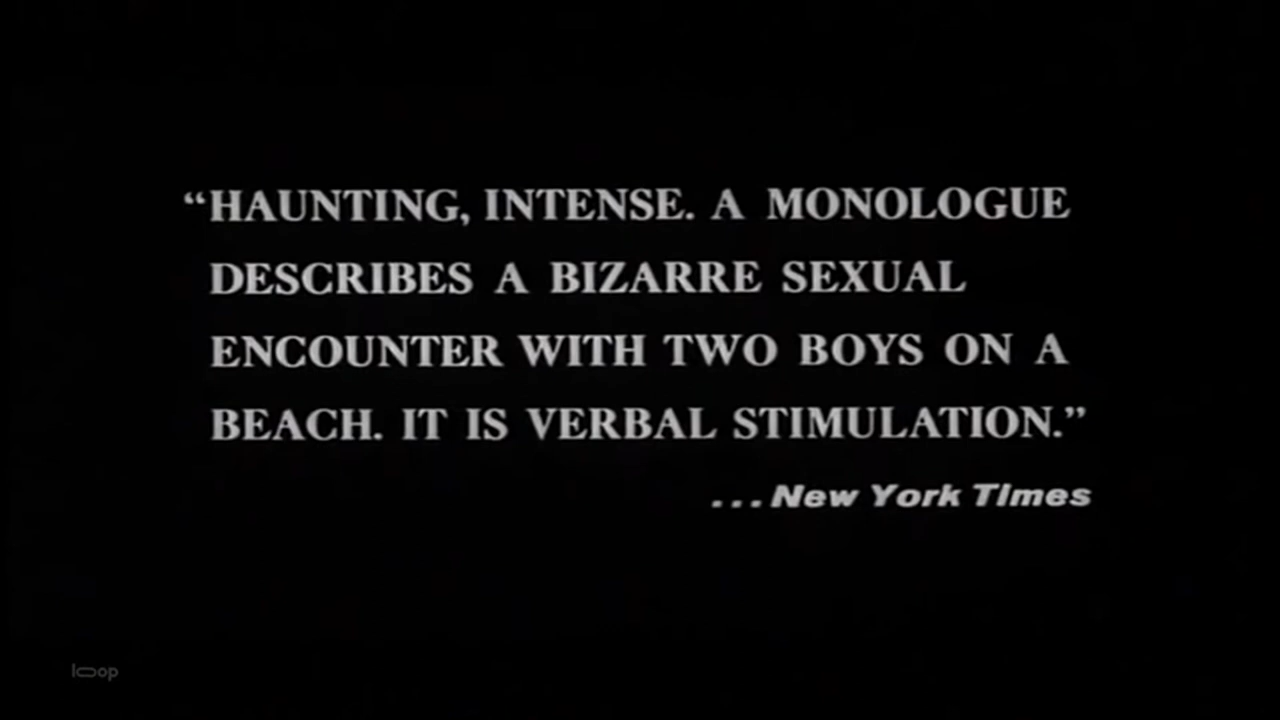 “HAUNTING, INTENSE. A MONOLOGUE
DESCRIBES A BIZARRE SEXUAL
ENCOUNTER WITH TWO BOYS ON A
BEACH. IT IS VERBAL STIMULATION.”
...New York Times
loop